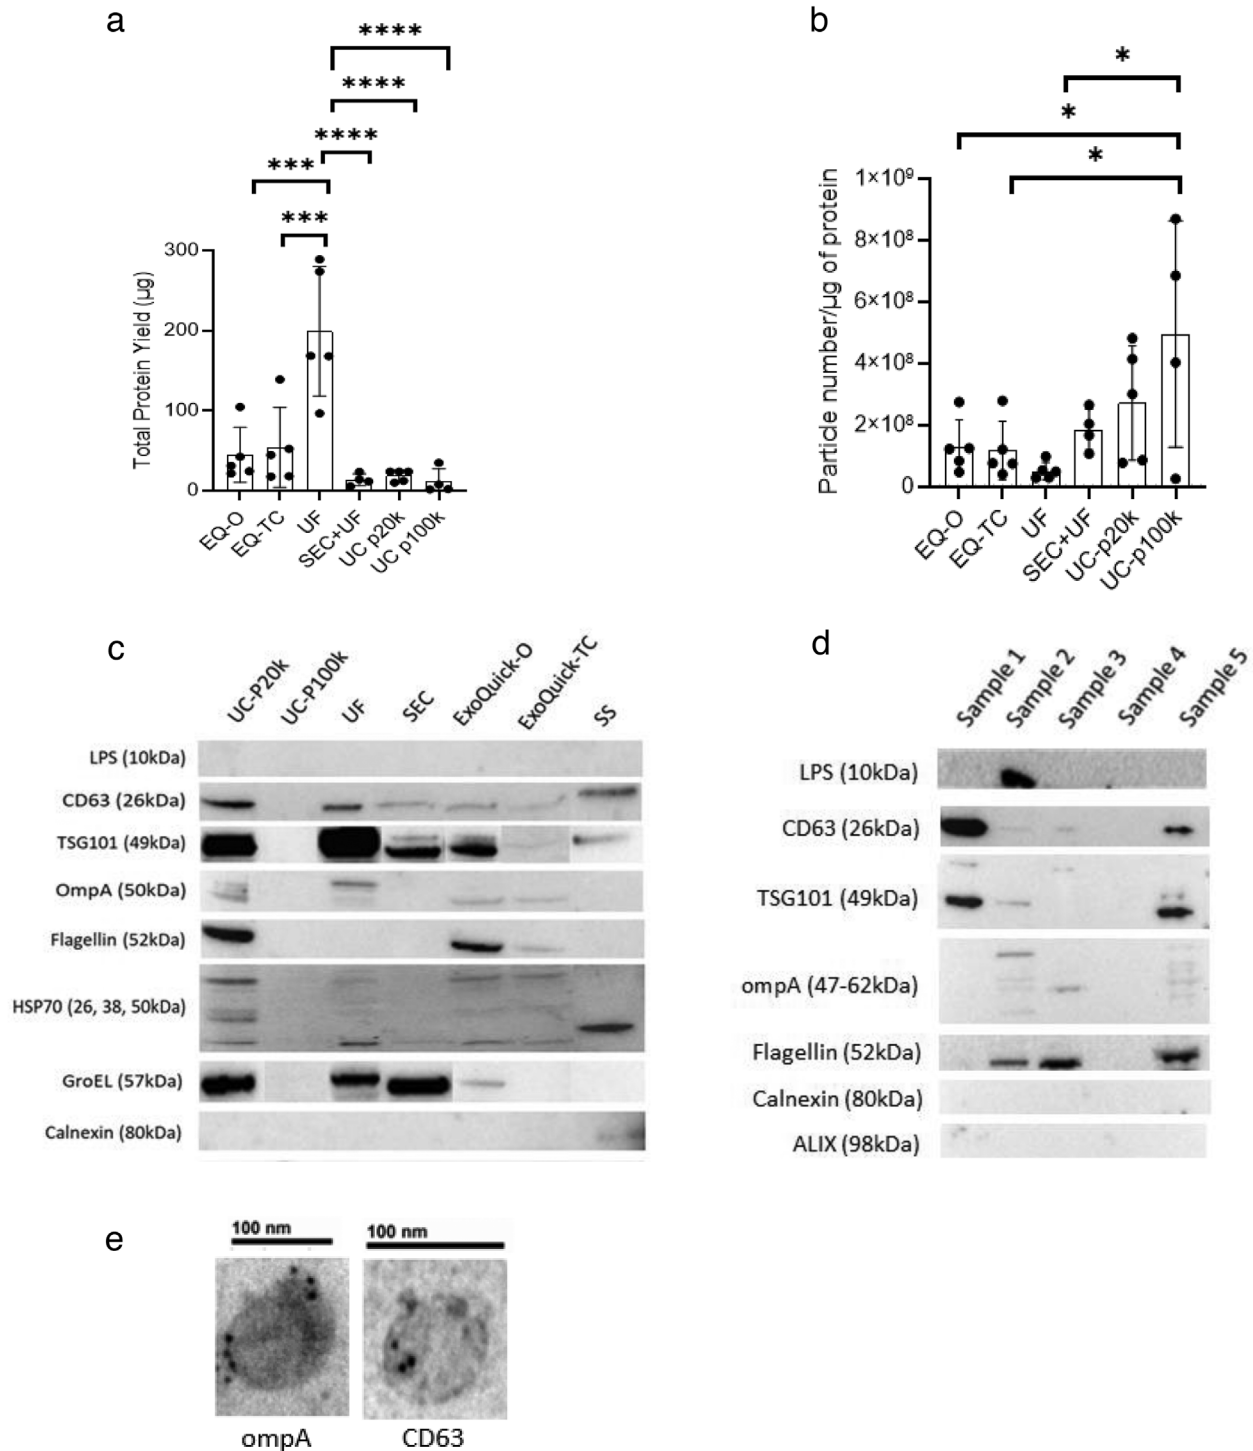 a
****
****
****
***
***
Total Protein Yield (µg)
300
200
100
0
EQ-O
EQ-TC
UF
SEC+UF
UC p20k
UC p100k
b
*
*
*
Particle number/µg of protein
1×10⁹
8×10⁸
6×10⁸
4×10⁸
2×10⁸
0
EQ-O
EQ-TC
UF
SEC+UF
UC-p20k
UC-p100k
c
UC-P20k
UC-P100k
UF
SEC
ExoQuick-O
ExoQuick-TC
SS
LPS (10kDa)
CD63 (26kDa)
TSG101 (49kDa)
OmpA (50kDa)
Flagellin (52kDa)
HSP70 (26, 38, 50kDa)
GroEL (57kDa)
Calnexin (80kDa)
d
Sample 1
Sample 2
Sample 3
Sample 4
Sample 5
LPS (10kDa)
CD63 (26kDa)
TSG101 (49kDa)
ompA (47-62kDa)
Flagellin (52kDa)
Calnexin (80kDa)
ALIX (98kDa)
e
100 nm
100 nm
ompA
CD63